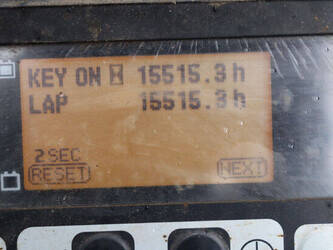 KEY ON 15515.3h
LAP 15515.3h
2SEC
RESET NEXT